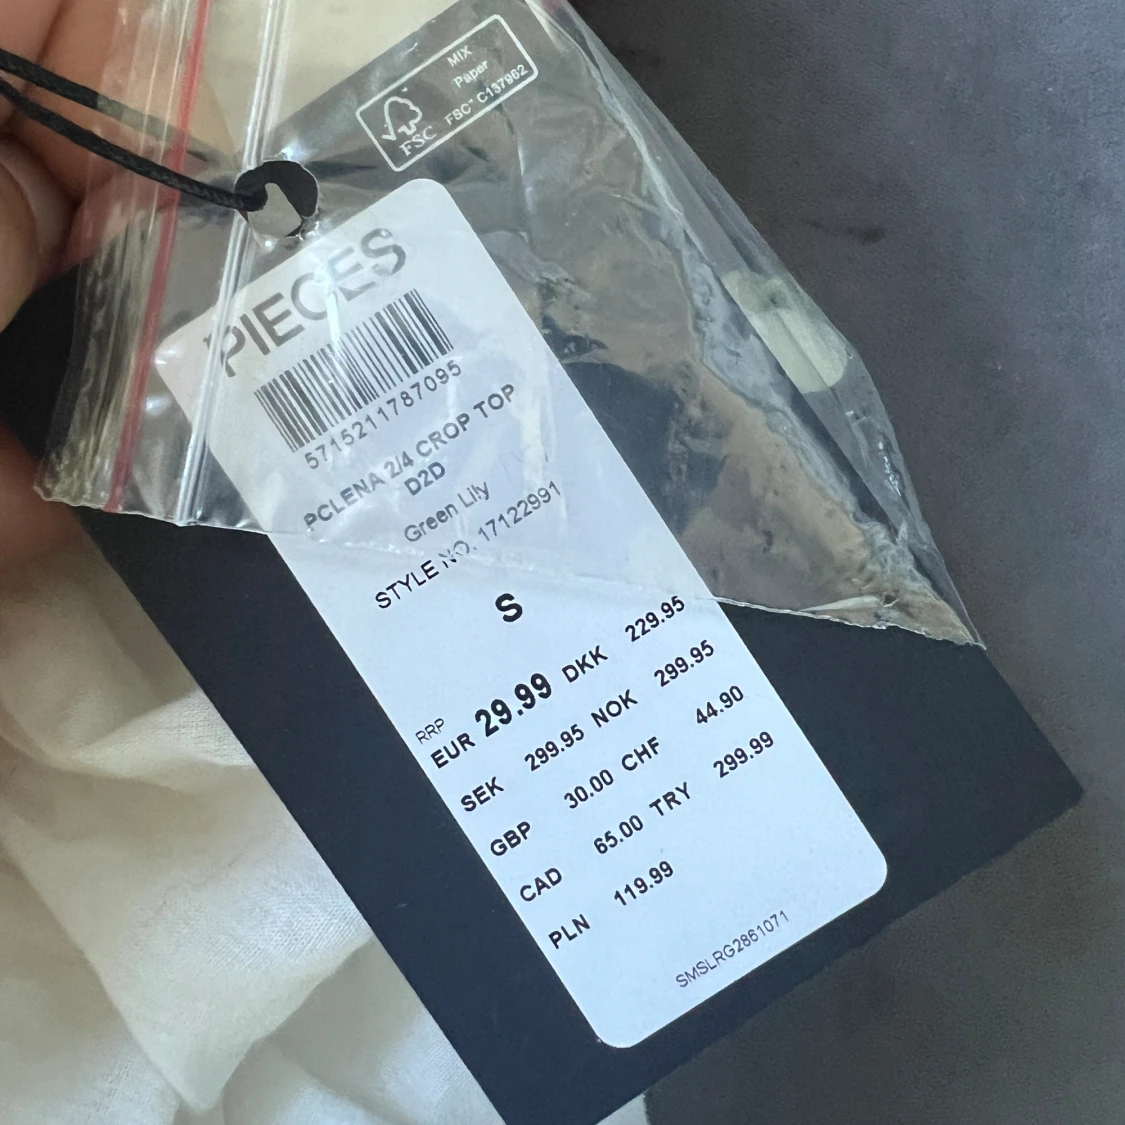 MIX
Paper
FSC™ C137962
FSC
PIECES
5715211787095
PCLENA 2/4 CROP TOP
D2D
Green Lily
STYLE NO. 17122991
S
RRP
EUR 29.99 DKK 229.95
SEK 299.95 NOK 299.95
GBP 30.00 CHF 44.90
CAD 65.00 TRY 299.99
PLN 119.99
SMSLRG2861071